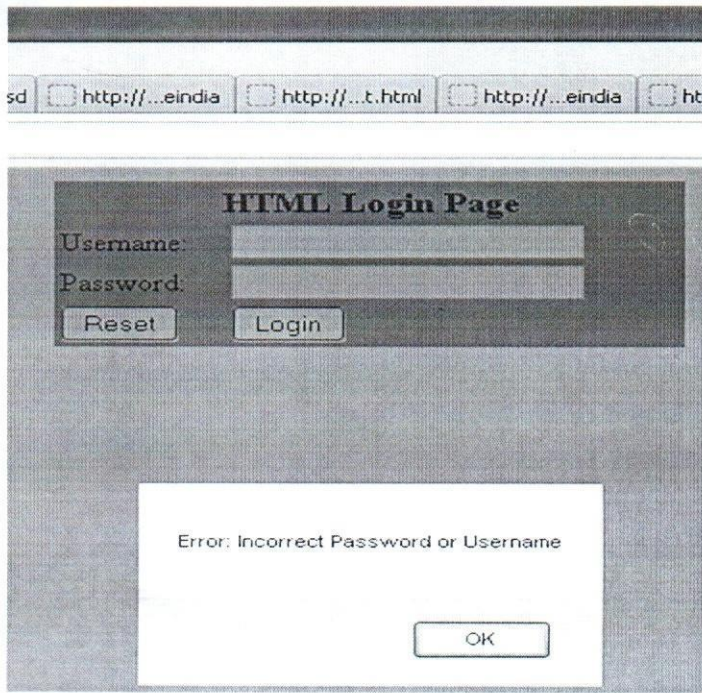 sd http://...eindia http://...t.html http://...eindia ht
HTML Login Page
Username:
Password:
Reset Login
Error: Incorrect Password or Username
OK